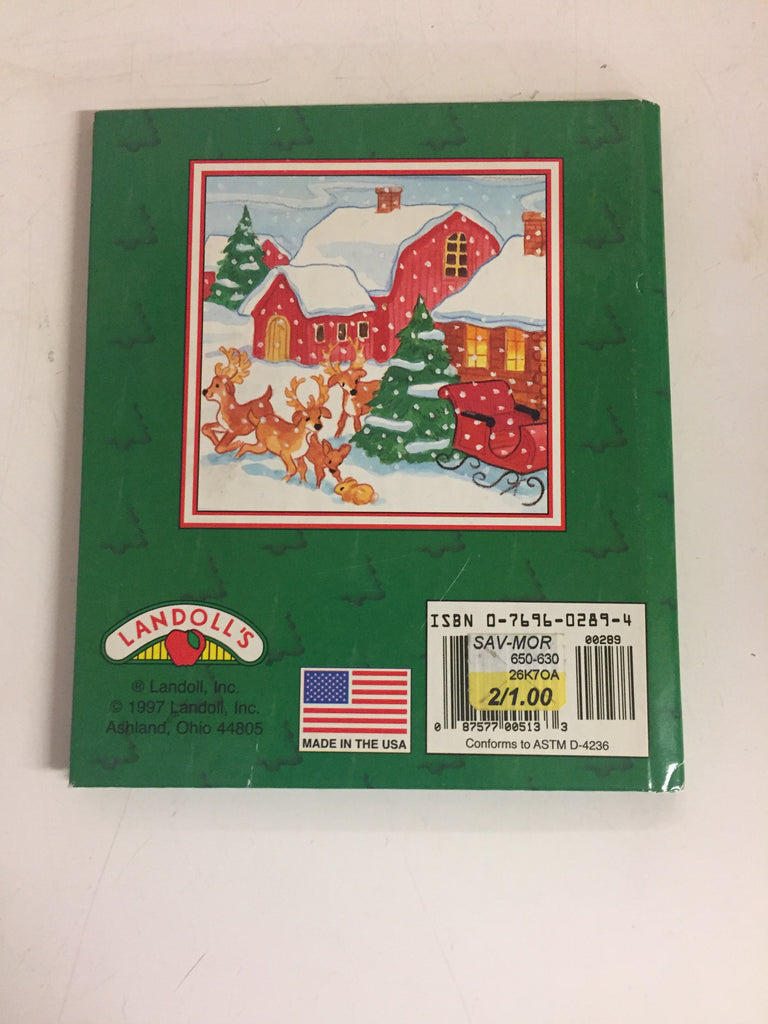 LANDOLL'S
® Landoll, Inc.
© 1997 Landoll, Inc.
Ashland, Ohio 44805
MADE IN THE USA
ISBN 0-7696-0289-4
SAV-MOR
650-630
26K7OA
2/1.00
00289
0 87577 00513 3
Conforms to ASTM D-4236